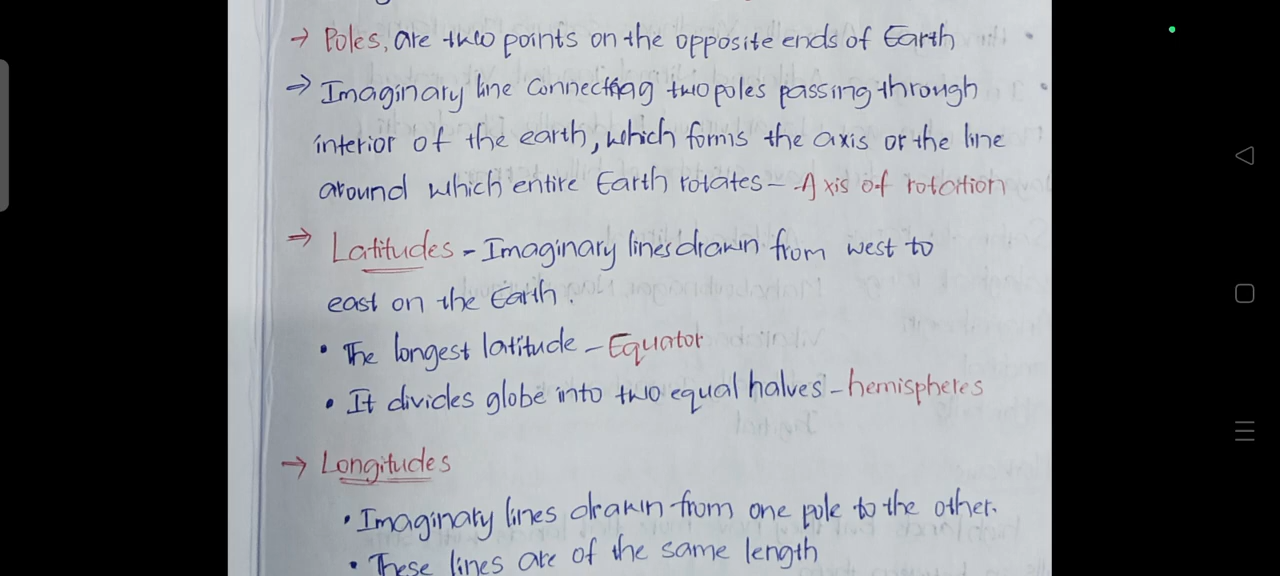 → Poles, are two points on the opposite ends of Earth
→ Imaginary line connecting two poles passing through
interior of the earth, which forms the axis or the line
around which entire Earth rotates - Axis of rotation
→ Latitudes - Imaginary lines drawn from west to
east on the Earth.
• The longest latitude - Equator
• It divides globe into two equal halves - hemispheres
→ Longitudes
• Imaginary lines drawn from one pole to the other.
• These lines are of the same length